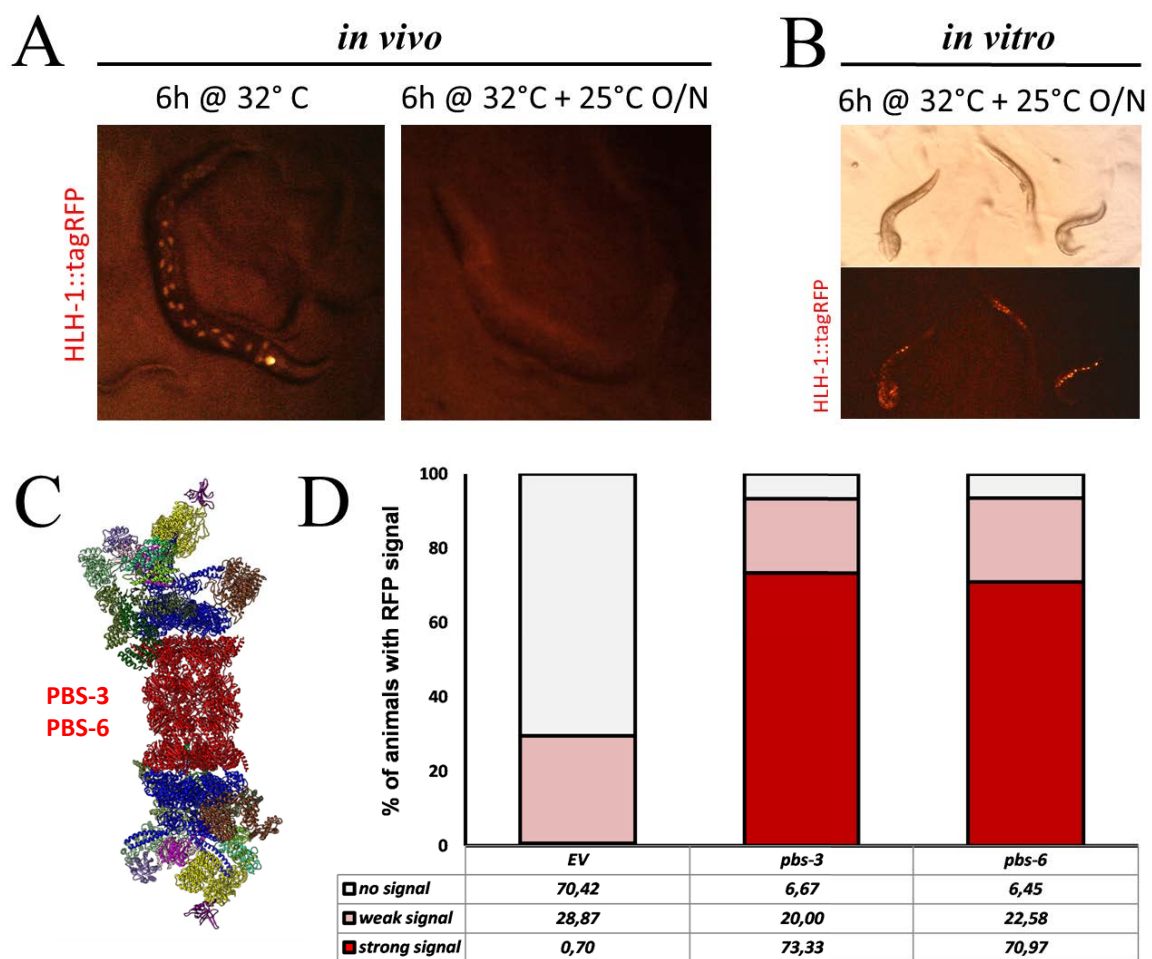 A
in vivo
6h @ 32° C
6h @ 32°C + 25°C O/N
HLH-1::tagRFP
B
in vitro
6h @ 32°C + 25°C O/N
HLH-1::tagRFP
C
PBS-3
PBS-6
D
% of animals with RFP signal
100
80
60
40
20
0
EV pbs-3 pbs-6
no signal 70,42 6,67 6,45
weak signal 28,87 20,00 22,58
strong signal 0,70 73,33 70,97